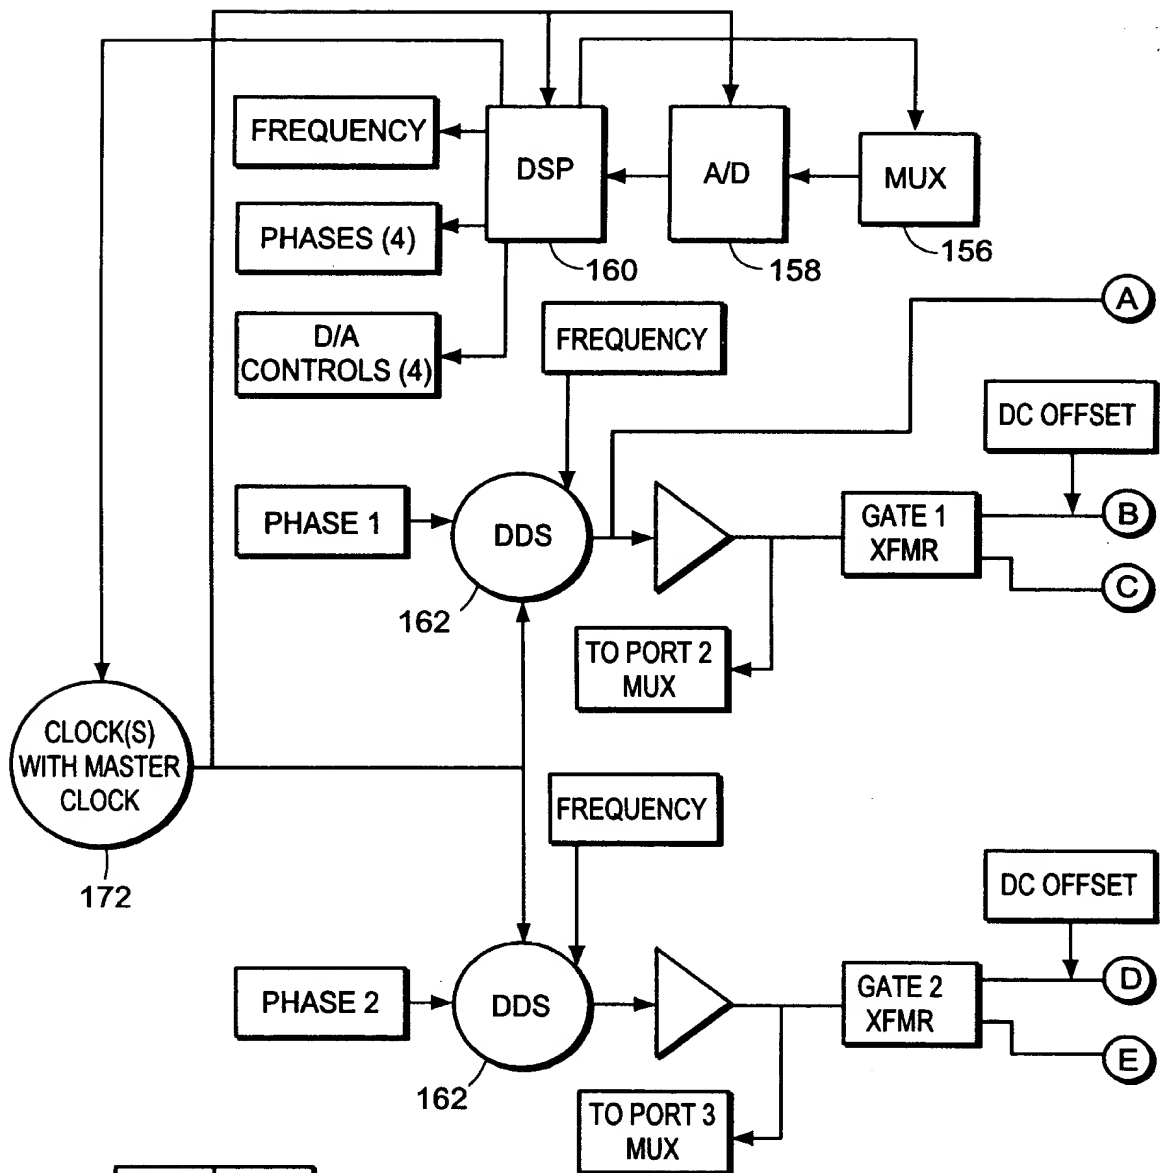 FREQUENCY
DSP
A/D
MUX
PHASES (4)
160
158
156
D/A
CONTROLS (4)
FREQUENCY
A
DC OFFSET
PHASE 1
DDS
GATE 1
XFMR
B
C
162
TO PORT 2
MUX
CLOCK(S)
WITH MASTER
CLOCK
172
FREQUENCY
DC OFFSET
PHASE 2
DDS
GATE 2
XFMR
D
E
162
TO PORT 3
MUX